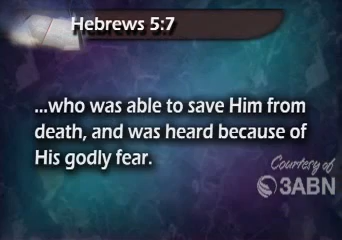 Hebrews 5:7
...who was able to save Him from
death, and was heard because of
His godly fear.
Courtesy of
3ABN